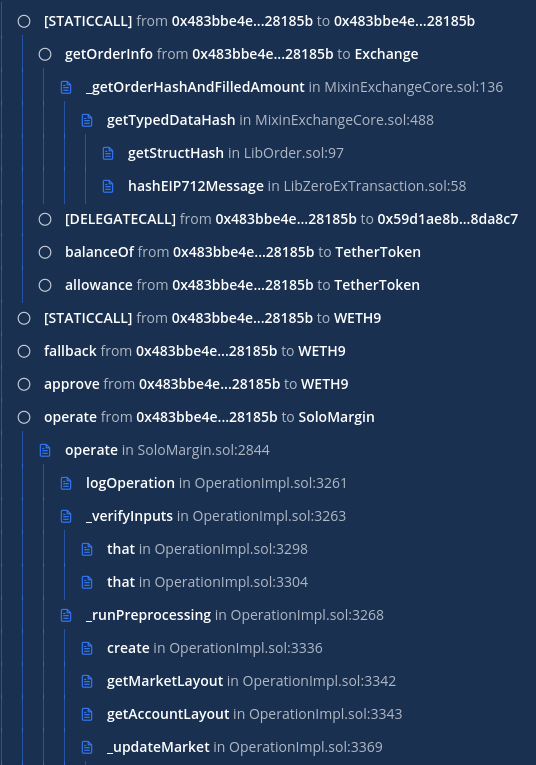 [STATICCALL] from 0x483bbe4e...28185b to 0x483bbe4e...28185b
getOrderInfo from 0x483bbe4e...28185b to Exchange
_getOrderHashAndFilledAmount in MixinExchangeCore.sol:136
getTypedDataHash in MixinExchangeCore.sol:488
getStructHash in LibOrder.sol:97
hashEIP712Message in LibZeroExTransaction.sol:58
[DELEGATECALL] from 0x483bbe4e...28185b to 0x59d1ae8b...8da8c7
balanceOf from 0x483bbe4e...28185b to TetherToken
allowance from 0x483bbe4e...28185b to TetherToken
[STATICCALL] from 0x483bbe4e...28185b to WETH9
fallback from 0x483bbe4e...28185b to WETH9
approve from 0x483bbe4e...28185b to WETH9
operate from 0x483bbe4e...28185b to SoloMargin
operate in SoloMargin.sol:2844
logOperation in OperationImpl.sol:3261
_verifyInputs in OperationImpl.sol:3263
that in OperationImpl.sol:3298
that in OperationImpl.sol:3304
_runPreprocessing in OperationImpl.sol:3268
create in OperationImpl.sol:3336
getMarketLayout in OperationImpl.sol:3342
getAccountLayout in OperationImpl.sol:3343
_updateMarket in OperationImpl.sol:3369